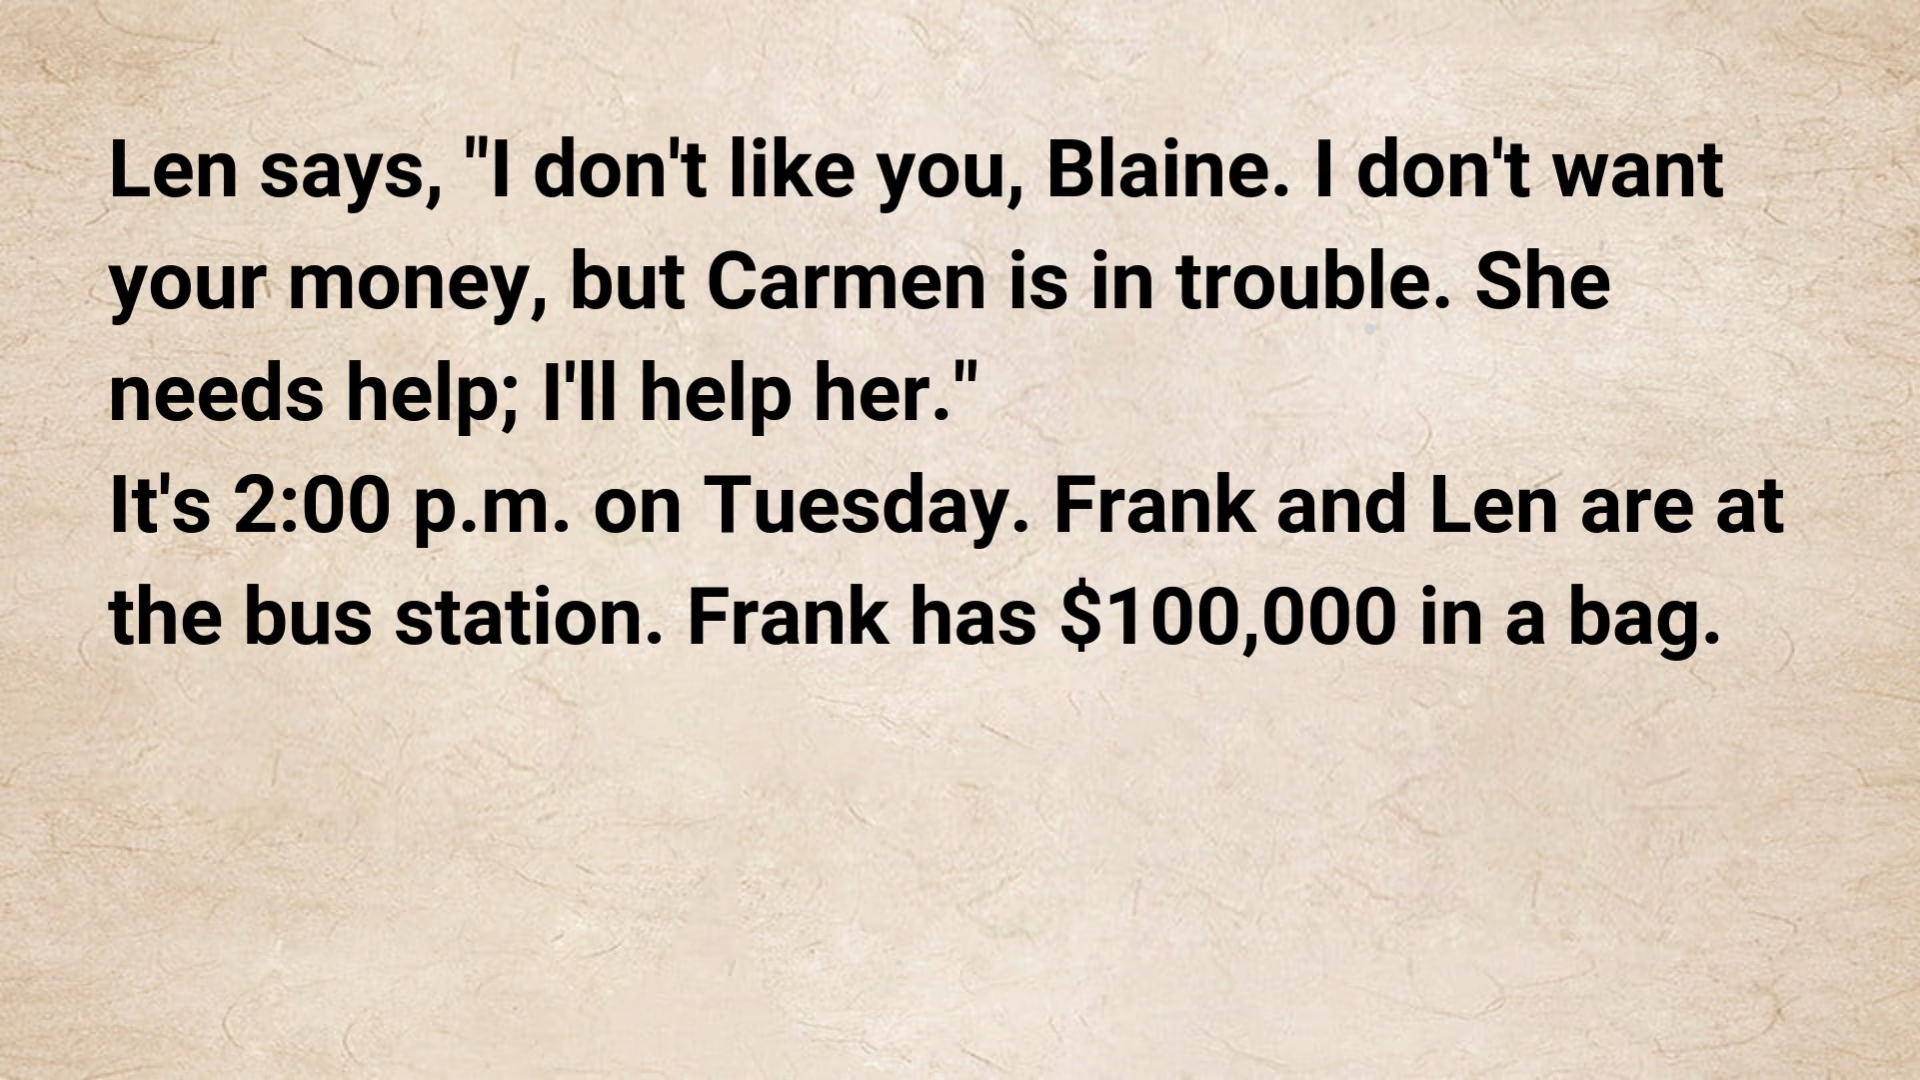 Len says, "I don't like you, Blaine. I don't want
your money, but Carmen is in trouble. She
needs help; I'll help her."
It's 2:00 p.m. on Tuesday. Frank and Len are at
the bus station. Frank has $100,000 in a bag.